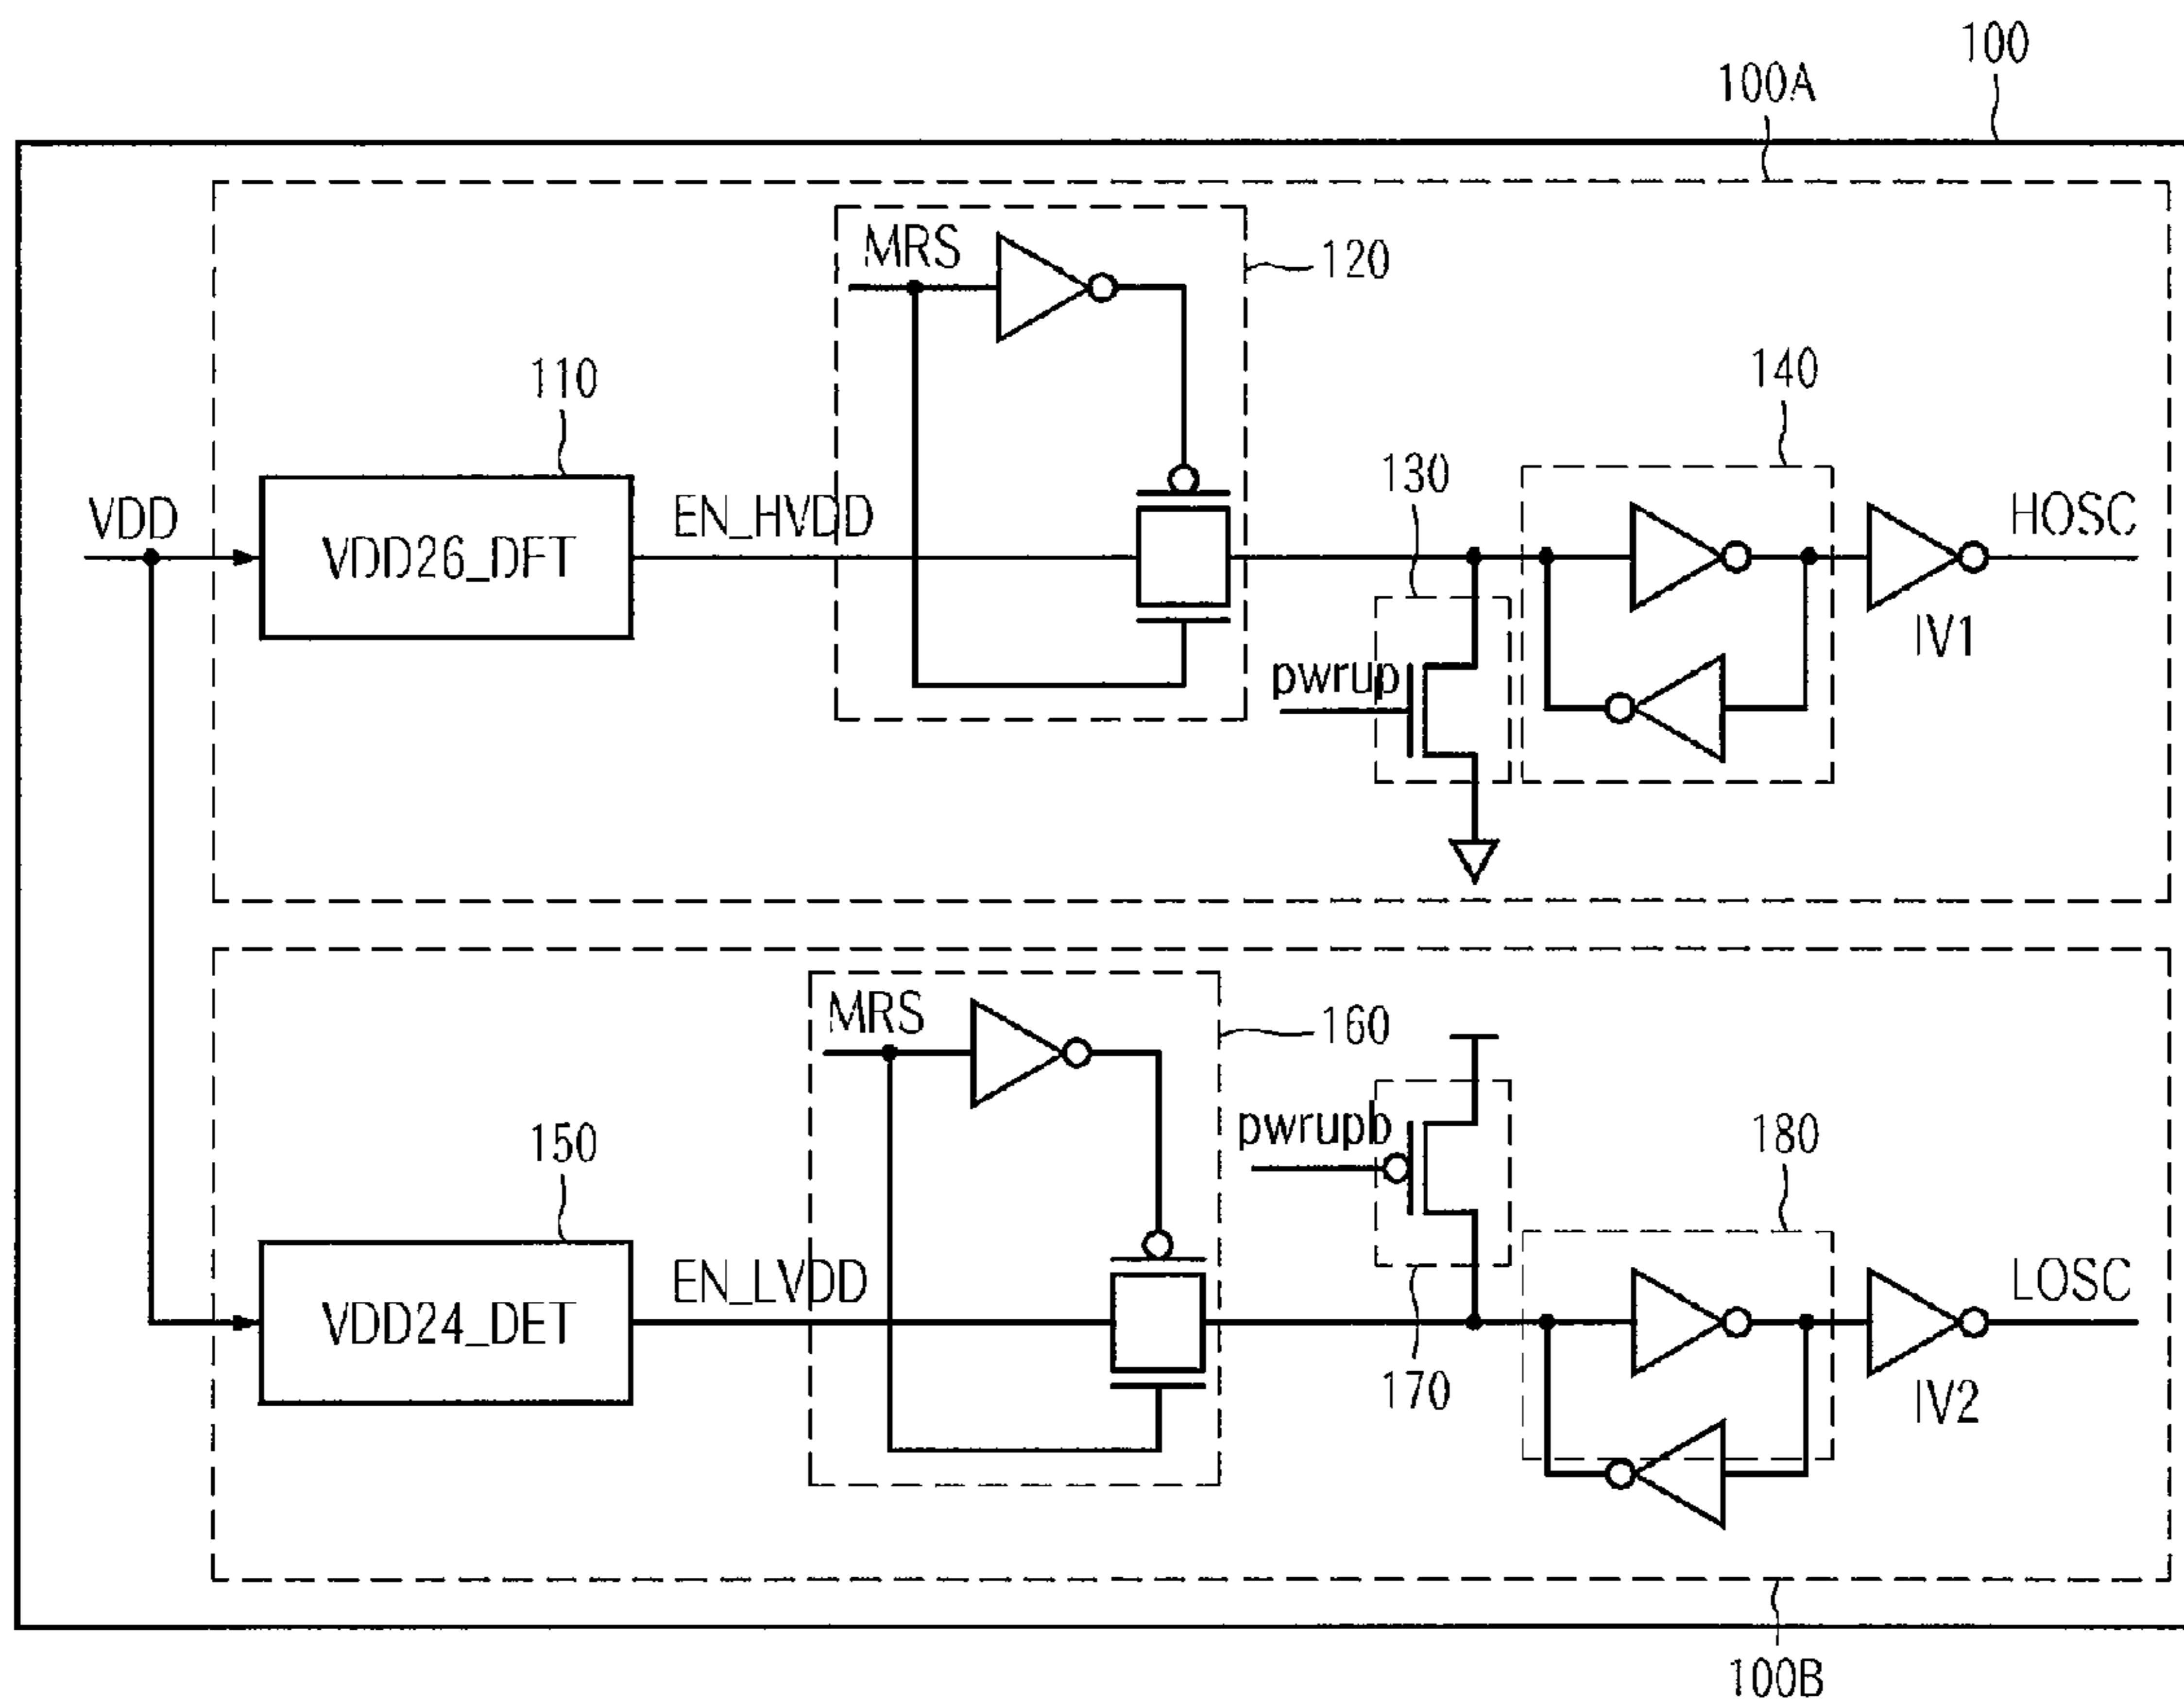 100
100A
MRS
120
110
140
130
VDD
EN_HVDD
HOSC
VDD26_DFT
IV1
pwrup
MRS
160
pwrupb
150
180
EN_LVDD
LOSC
VDD24_DET
170
IV2
100B